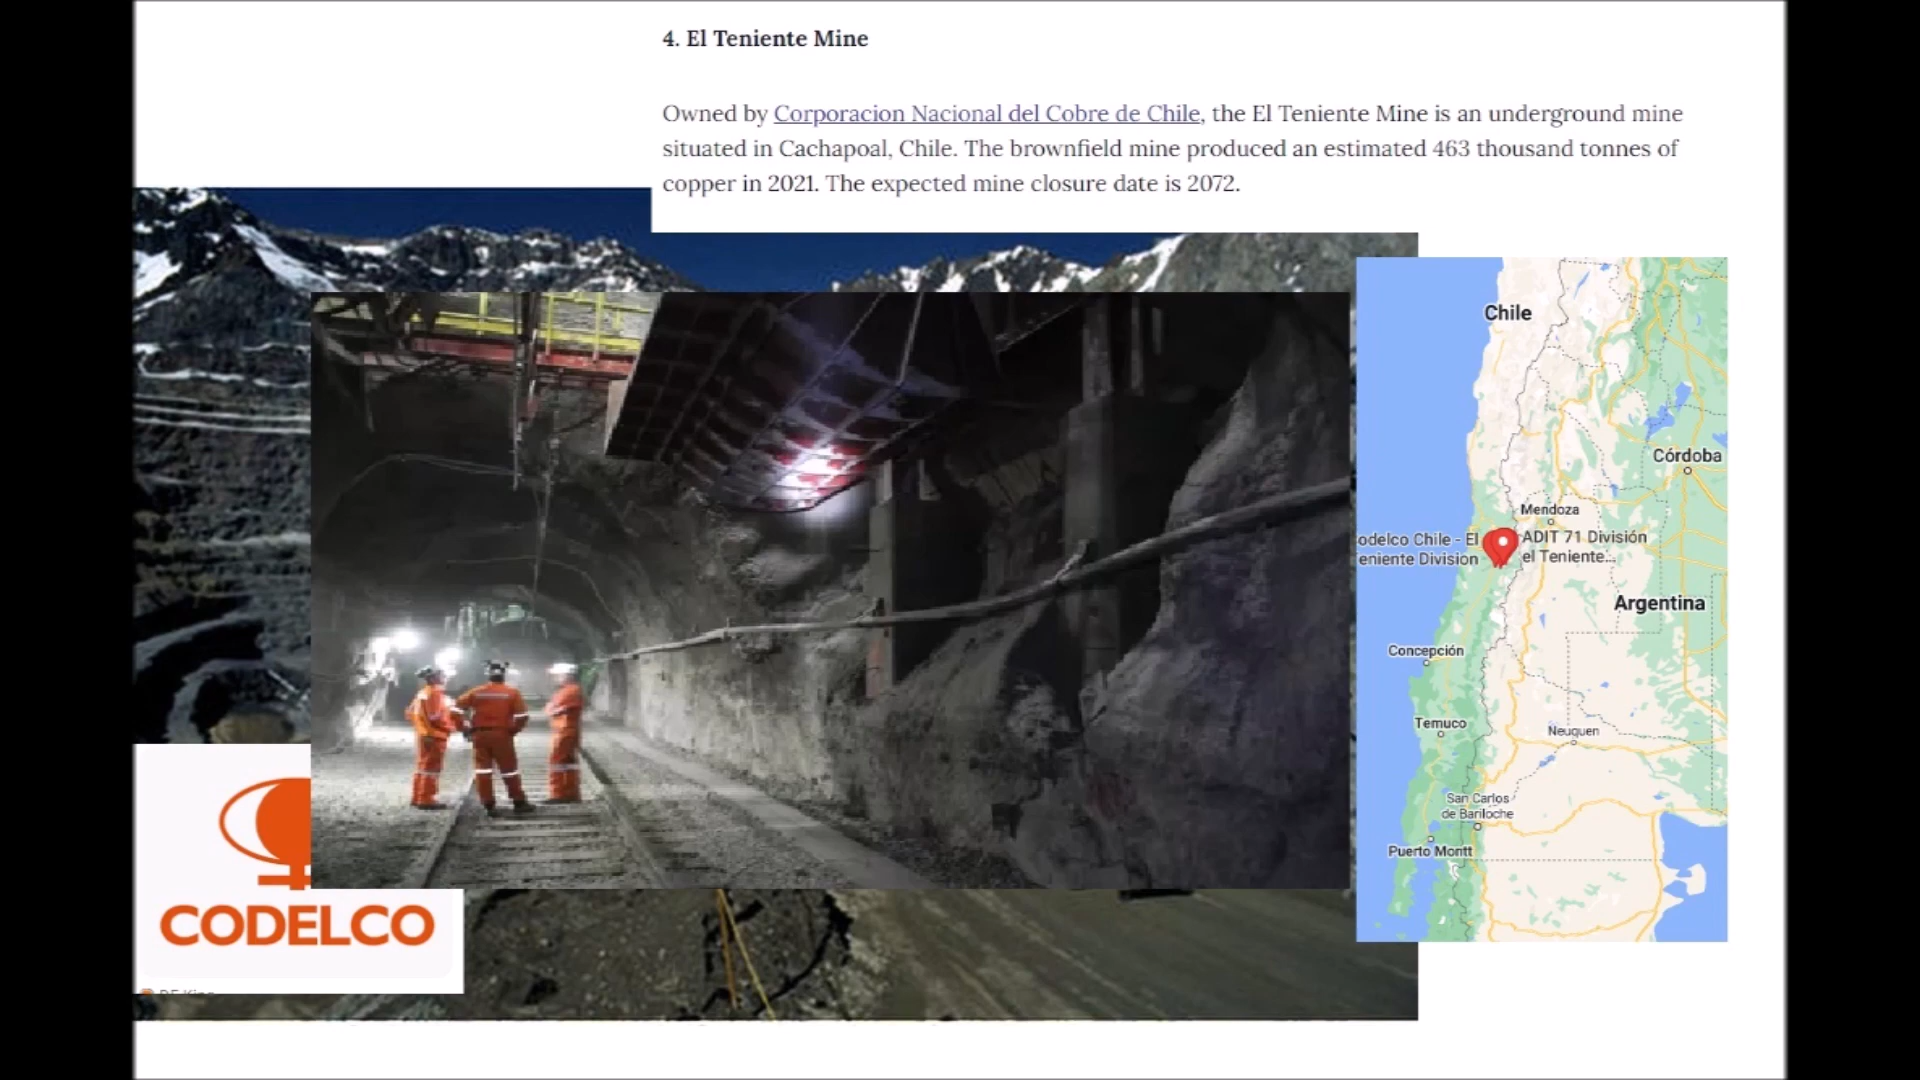 4. El Teniente Mine
Owned by Corporacion Nacional del Cobre de Chile, the El Teniente Mine is an underground mine
situated in Cachapoal, Chile. The brownfield mine produced an estimated 463 thousand tonnes of
copper in 2021. The expected mine closure date is 2072.
Chile
Córdoba
Mendoza
odelco Chile - El
eniente Division
ADIT 71 División
el Teniente...
Argentina
Concepción
Temuco
Neuquen
San Carlos
de Bariloche
Puerto Montt
CODELCO